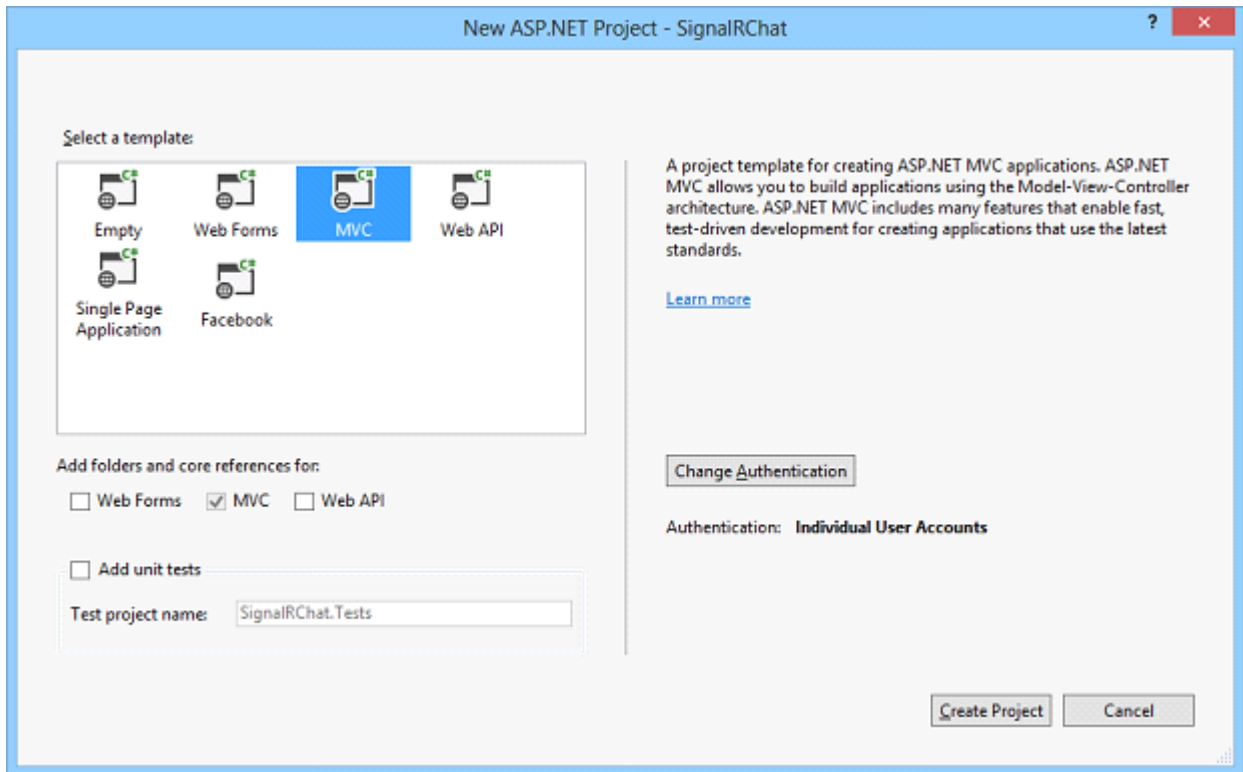 New ASP.NET Project - SignalRChat
?
Select a template:
C# C# C# C#
Empty Web Forms MVC Web API
C# C#
Single Page
Application
Facebook
A project template for creating ASP.NET MVC applications. ASP.NET
MVC allows you to build applications using the Model-View-Controller
architecture. ASP.NET MVC includes many features that enable fast,
test-driven development for creating applications that use the latest
standards.
Learn more
Add folders and core references for:
Web Forms MVC Web API
Change Authentication
Authentication: Individual User Accounts
Add unit tests
Test project name: SignalRChat.Tests
Create Project Cancel